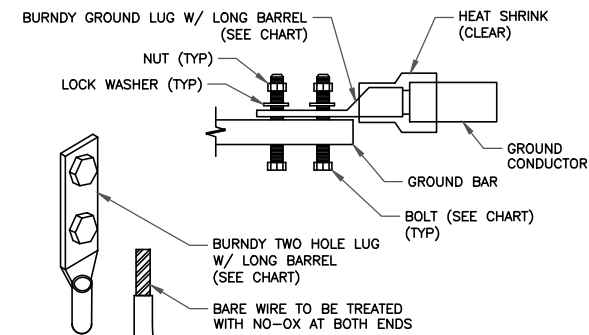 BURNDY GROUND LUG W/ LONG BARREL
(SEE CHART)
HEAT SHRINK
(CLEAR)
NUT (TYP)
LOCK WASHER (TYP)
GROUND
CONDUCTOR
GROUND BAR
BOLT (SEE CHART)
(TYP)
BURNDY TWO HOLE LUG
W/ LONG BARREL
(SEE CHART)
BARE WIRE TO BE TREATED
WITH NO-OX AT BOTH ENDS